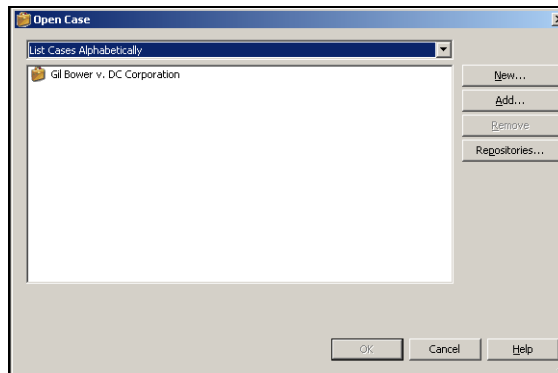 Open Case
List Cases Alphabetically
Gil Bower v. DC Corporation
New...
Add...
Remove
Repositories...
OK
Cancel
Help